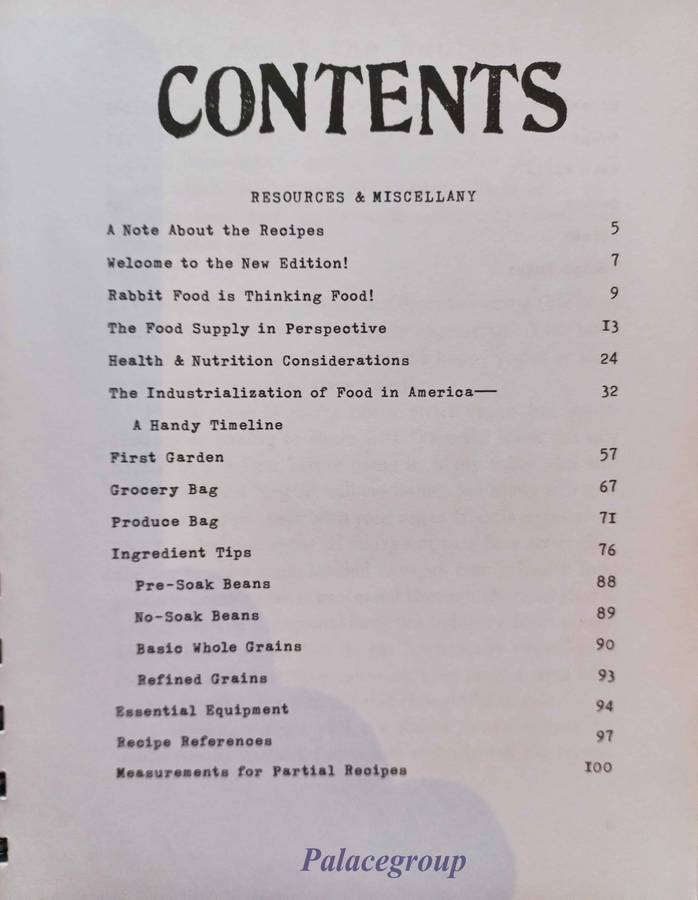 CONTENTS
RESOURCES & MISCELLANY
A Note About the Recipes 5
Welcome to the New Edition! 7
Rabbit Food is Thinking Food! 9
The Food Supply in Perspective 13
Health & Nutrition Considerations 24
The Industrialization of Food in America— 32
A Handy Timeline
First Garden 57
Grocery Bag 67
Produce Bag 71
Ingredient Tips 76
Pre-Soak Beans 88
No-Soak Beans 89
Basic Whole Grains 90
Refined Grains 93
Essential Equipment 94
Recipe References 97
Measurements for Partial Recipes 100
Palacegroup